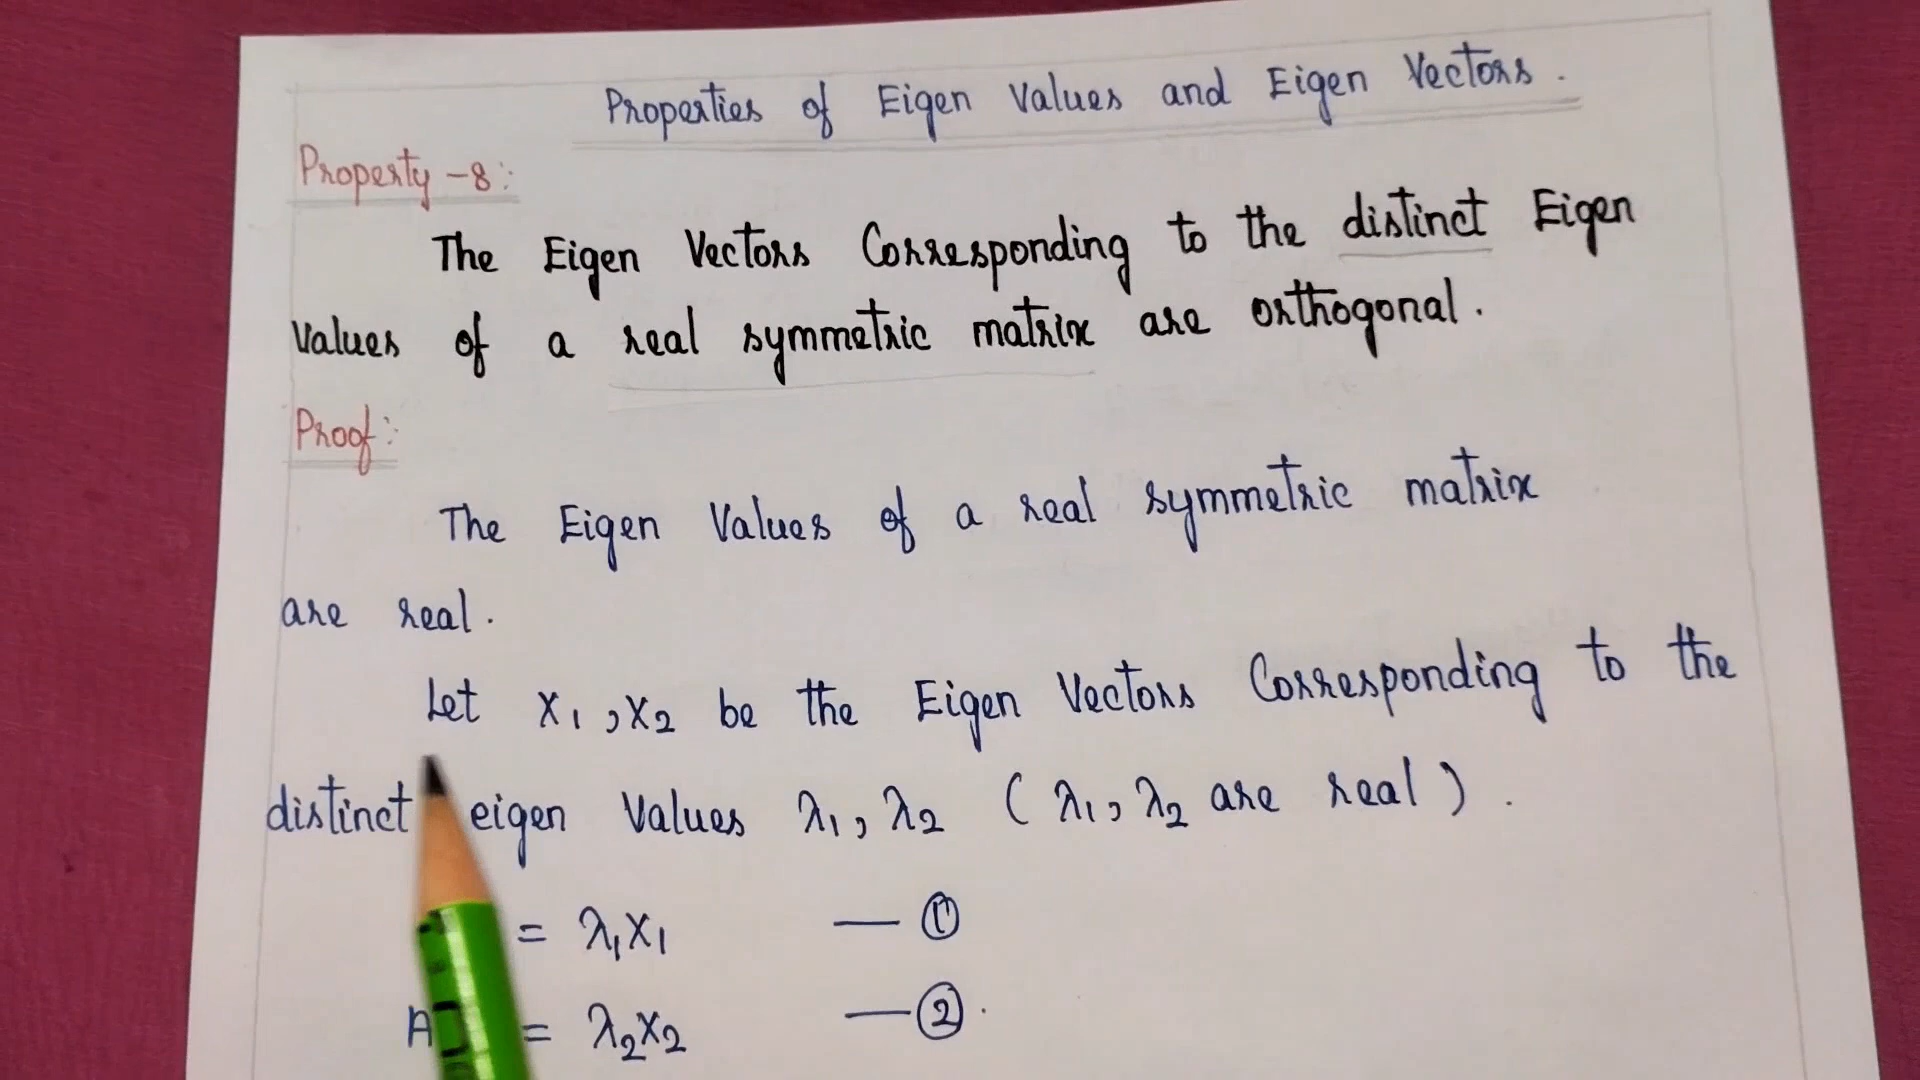 Properties of Eigen Values and Eigen Vectors.
Property -8:
The Eigen Vectors Corresponding to the distinct Eigen
Values of a real symmetric matrix are orthogonal.
Proof:
The Eigen Values of a real symmetric matrix
are real.
Let X1, X2 be the Eigen Vectors Corresponding to the
distinct eigen Values λ1, λ2 (λ1, λ2 are real).
= λ1X1 — ①
A = λ2X2 — ②.